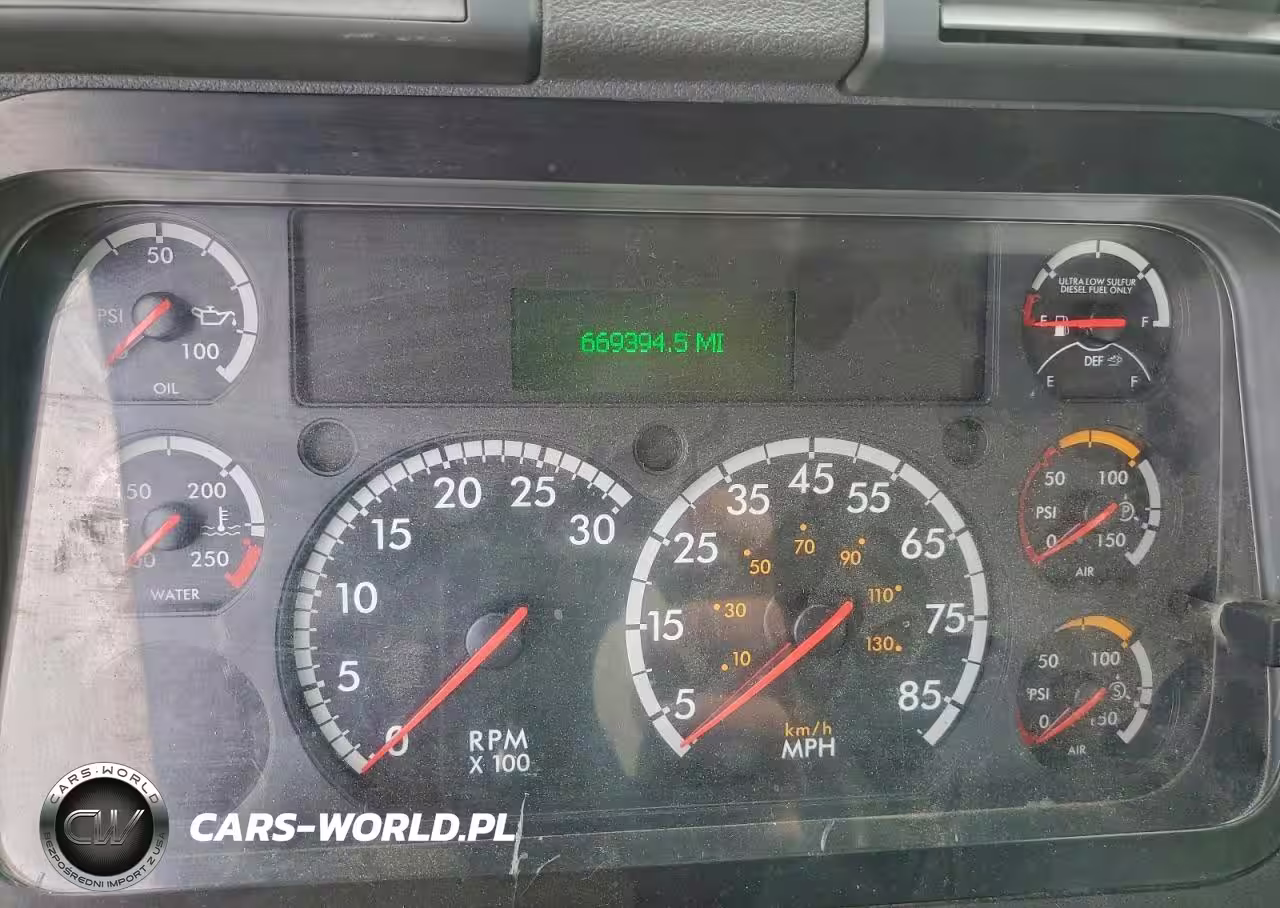 50
PSI
0
100
OIL
669394.5 MI
ULTRA LOW SULFUR
DIESEL FUEL ONLY
E
F
DEF
E
F
150
200
F
100
250
WATER
0
5
10
15
20
25
30
RPM
X 100
5
15
25
35
45
55
65
75
85
10
30
50
70
90
110
130
km/h
MPH
50
100
PSI
P
0
150
AIR
50
100
PSI
S
0
150
AIR
CARS-WORLD
CW
BEZPOŚREDNI IMPORT Z USA
CARS-WORLD.PL